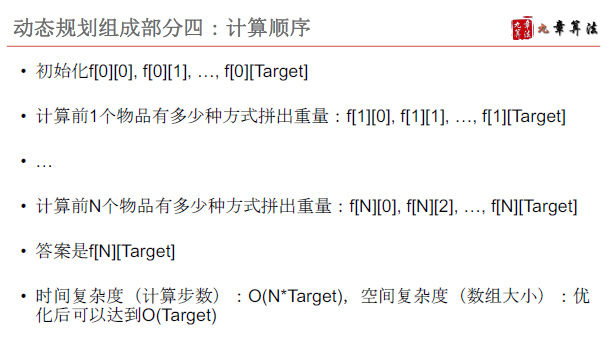 动态规划组成部分四：计算顺序
九章算法
九章算法
• 初始化f[0][0], f[0][1], …, f[0][Target]
• 计算前1个物品有多少种方式拼出重量：f[1][0], f[1][1], …, f[1][Target]
• …
• 计算前N个物品有多少种方式拼出重量：f[N][0], f[N][2], …, f[N][Target]
• 答案是f[N][Target]
• 时间复杂度（计算步数）：O(N*Target)，空间复杂度（数组大小）：优
化后可以达到O(Target)